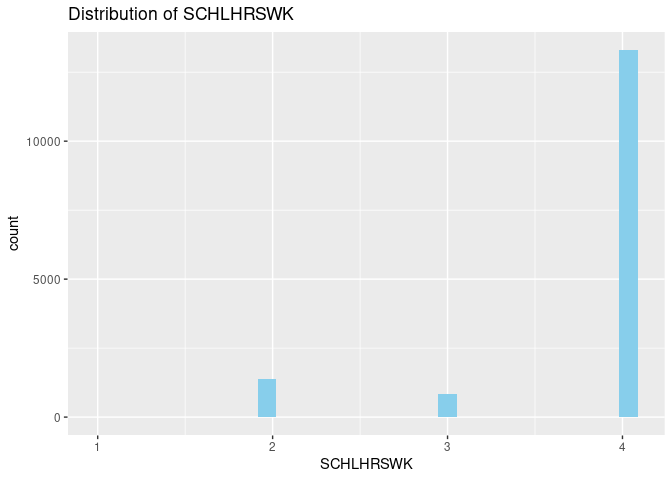 Distribution of SCHLHRSWK
10000
5000
0
count
1 2 3 4
SCHLHRSWK